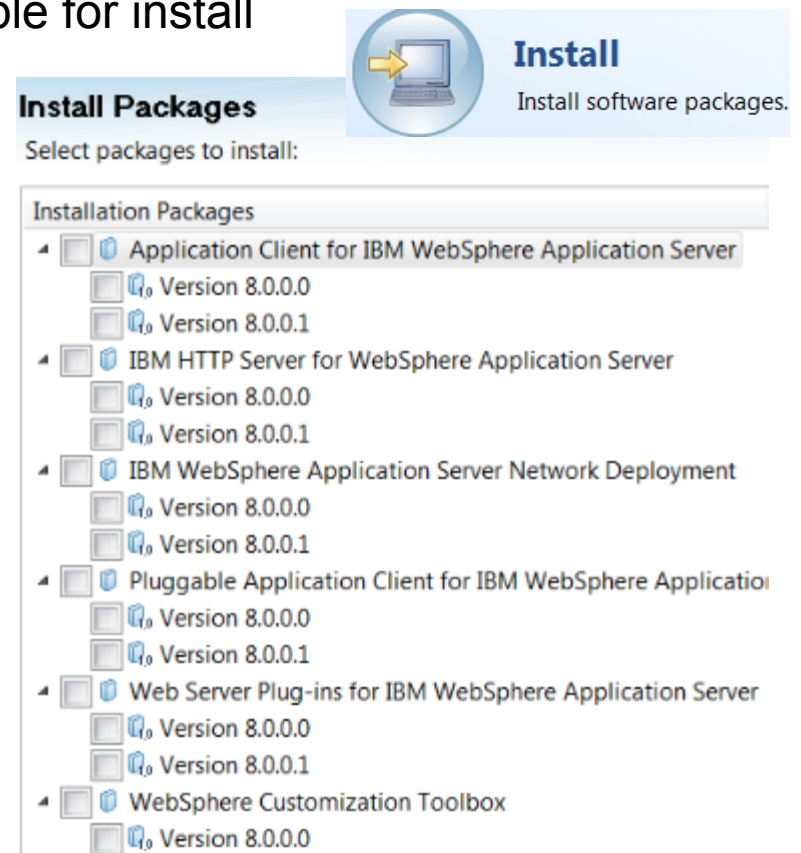 ble for install
Install
Install software packages.
Install Packages
Select packages to install:
Installation Packages
Application Client for IBM WebSphere Application Server
Version 8.0.0.0
Version 8.0.0.1
IBM HTTP Server for WebSphere Application Server
Version 8.0.0.0
Version 8.0.0.1
IBM WebSphere Application Server Network Deployment
Version 8.0.0.0
Version 8.0.0.1
Pluggable Application Client for IBM WebSphere Application
Version 8.0.0.0
Version 8.0.0.1
Web Server Plug-ins for IBM WebSphere Application Server
Version 8.0.0.0
Version 8.0.0.1
WebSphere Customization Toolbox
Version 8.0.0.0